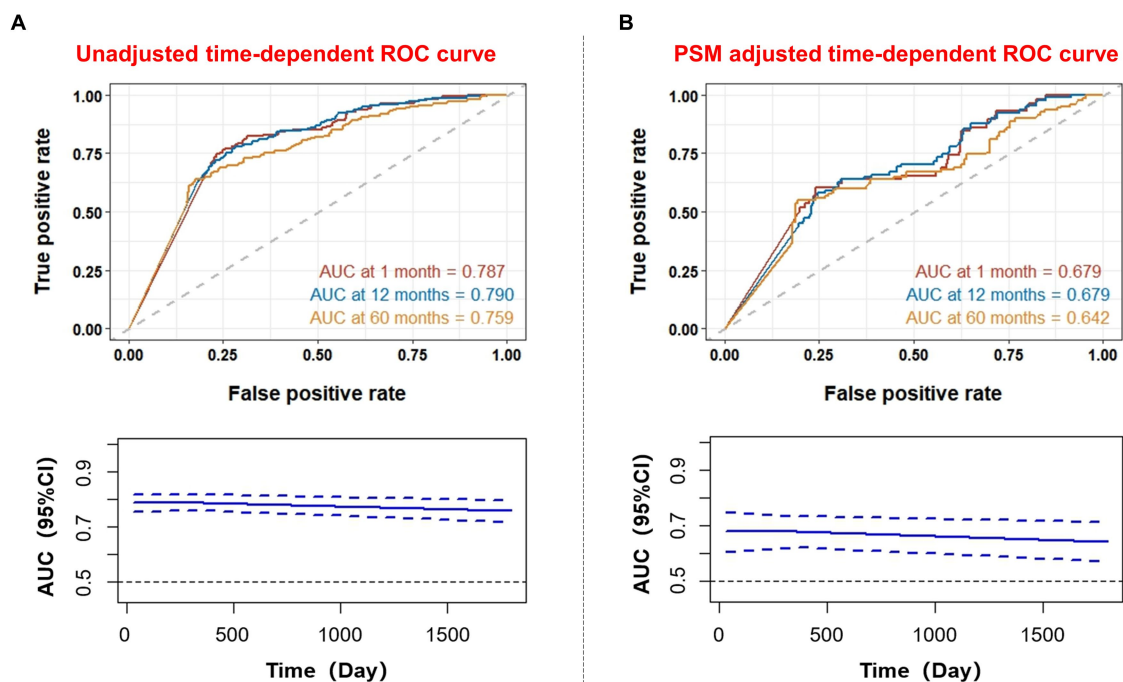 A
Unadjusted time-dependent ROC curve
1.00
0.75
0.50
0.25
0.00
True positive rate
AUC at 1 month = 0.787
AUC at 12 months = 0.790
AUC at 60 months = 0.759
0.00 0.25 0.50 0.75 1.00
False positive rate
0.9
0.7
0.5
AUC (95%CI)
0 500 1000 1500
Time (Day)
B
PSM adjusted time-dependent ROC curve
1.00
0.75
0.50
0.25
0.00
True positive rate
AUC at 1 month = 0.679
AUC at 12 months = 0.679
AUC at 60 months = 0.642
0.00 0.25 0.50 0.75 1.00
False positive rate
0.9
0.7
0.5
AUC (95%CI)
0 500 1000 1500
Time (Day)